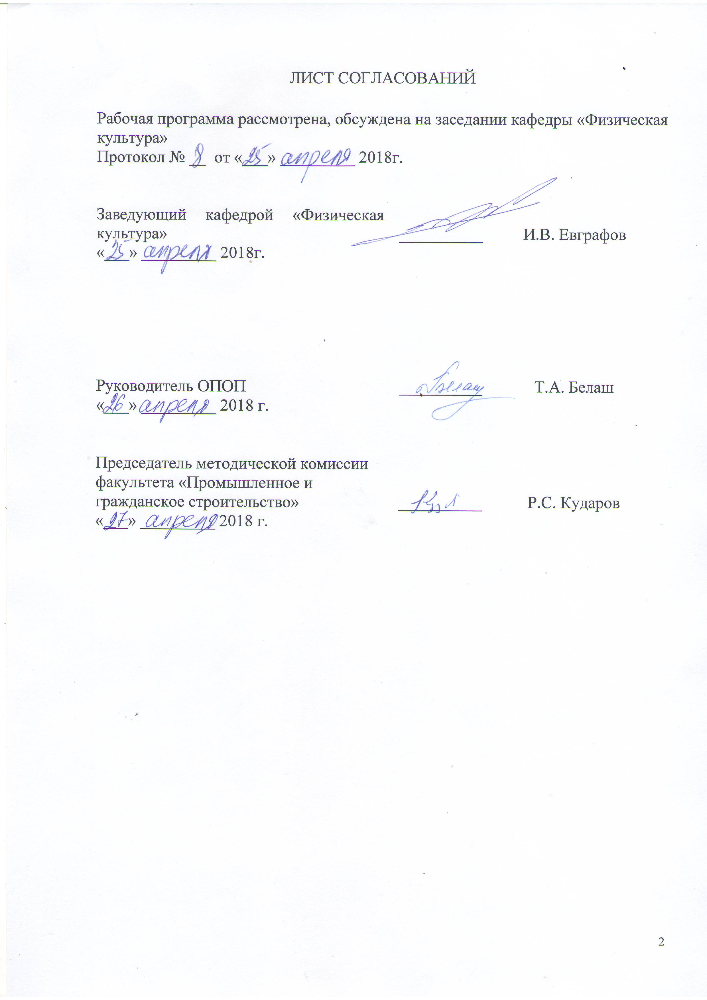 ЛИСТ СОГЛАСОВАНИЙ
Рабочая программа рассмотрена, обсуждена на заседании кафедры «Физическая
культура»
Протокол № 8 от «25» апреля 2018г.
Заведующий кафедрой «Физическая
культура» И.В. Евграфов
«25» апреля 2018г.
Руководитель ОПОП Белаш Т.А. Белаш
«26» апреля 2018 г.
Председатель методической комиссии
факультета «Промышленное и
гражданское строительство» Р.С. Кударов
«27» апреля 2018 г.
2